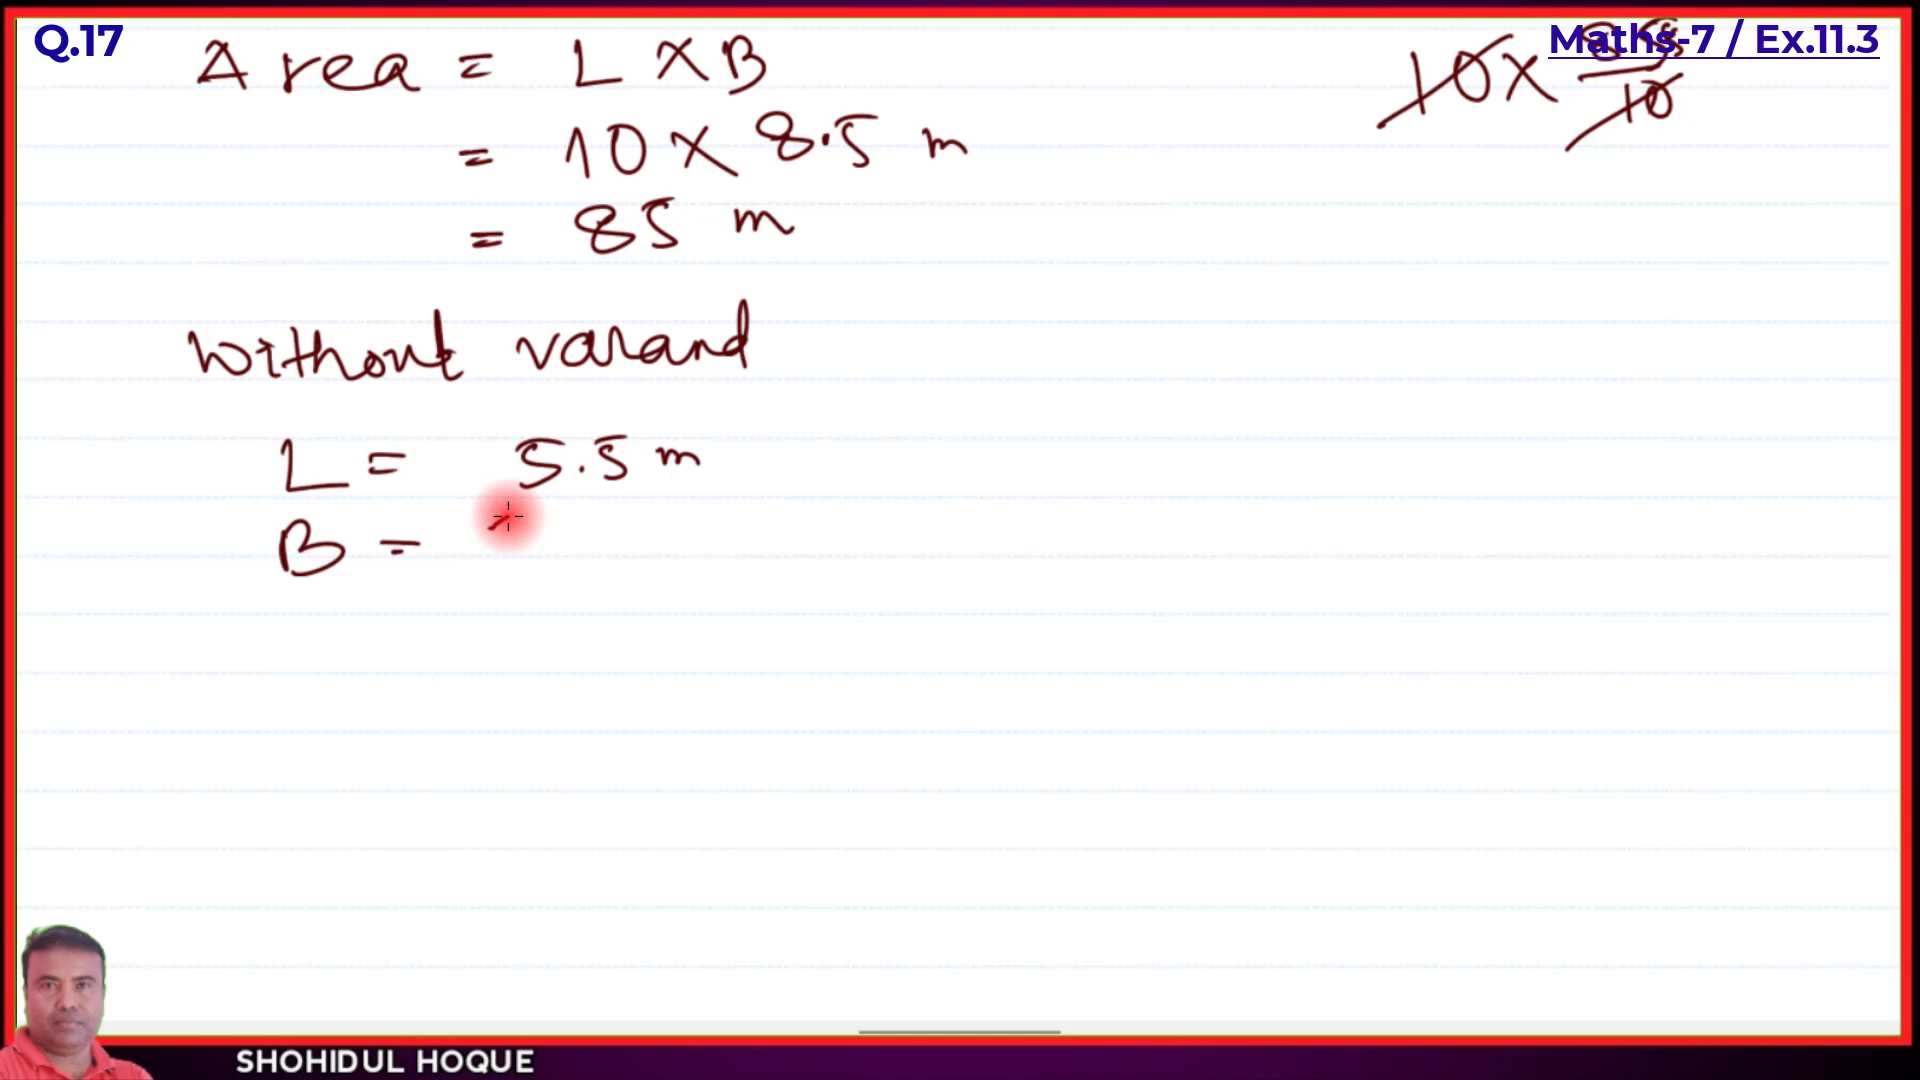 Q.17
Maths-7 / Ex.11.3
Area = L × B
10 × 85/10
= 10 × 8.5 m
= 85 m
without varand
L = 5.5 m
B =
SHOHIDUL HOQUE